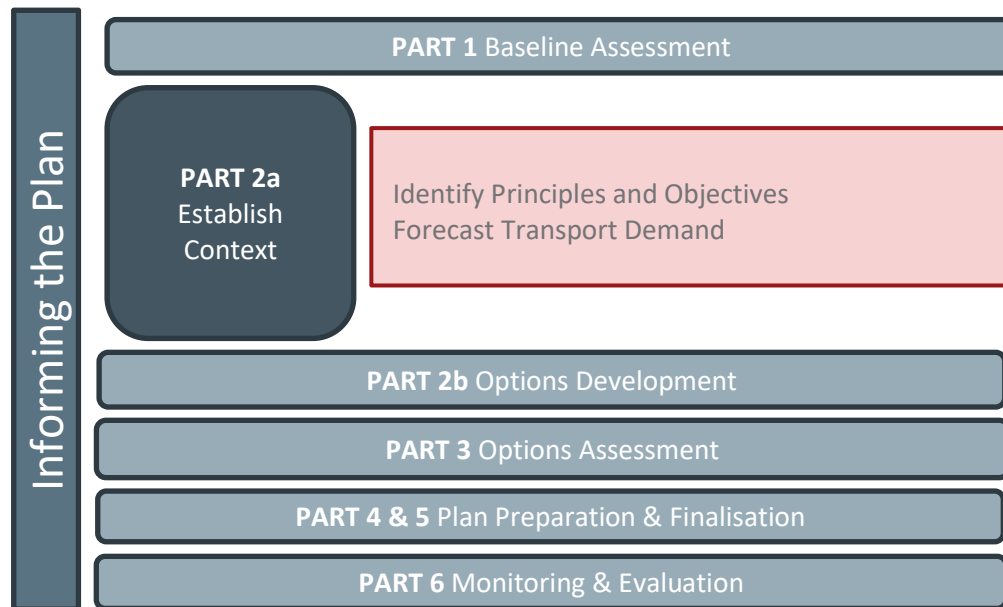 Informing the Plan
PART 1 Baseline Assessment
PART 2a
Establish
Context
Identify Principles and Objectives
Forecast Transport Demand
PART 2b Options Development
PART 3 Options Assessment
PART 4 & 5 Plan Preparation & Finalisation
PART 6 Monitoring & Evaluation